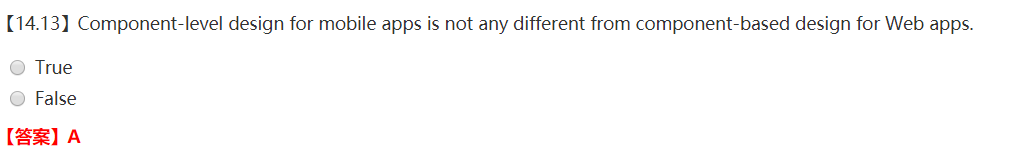 【14.13】Component-level design for mobile apps is not any different from component-based design for Web apps.
True
False
【答案】A